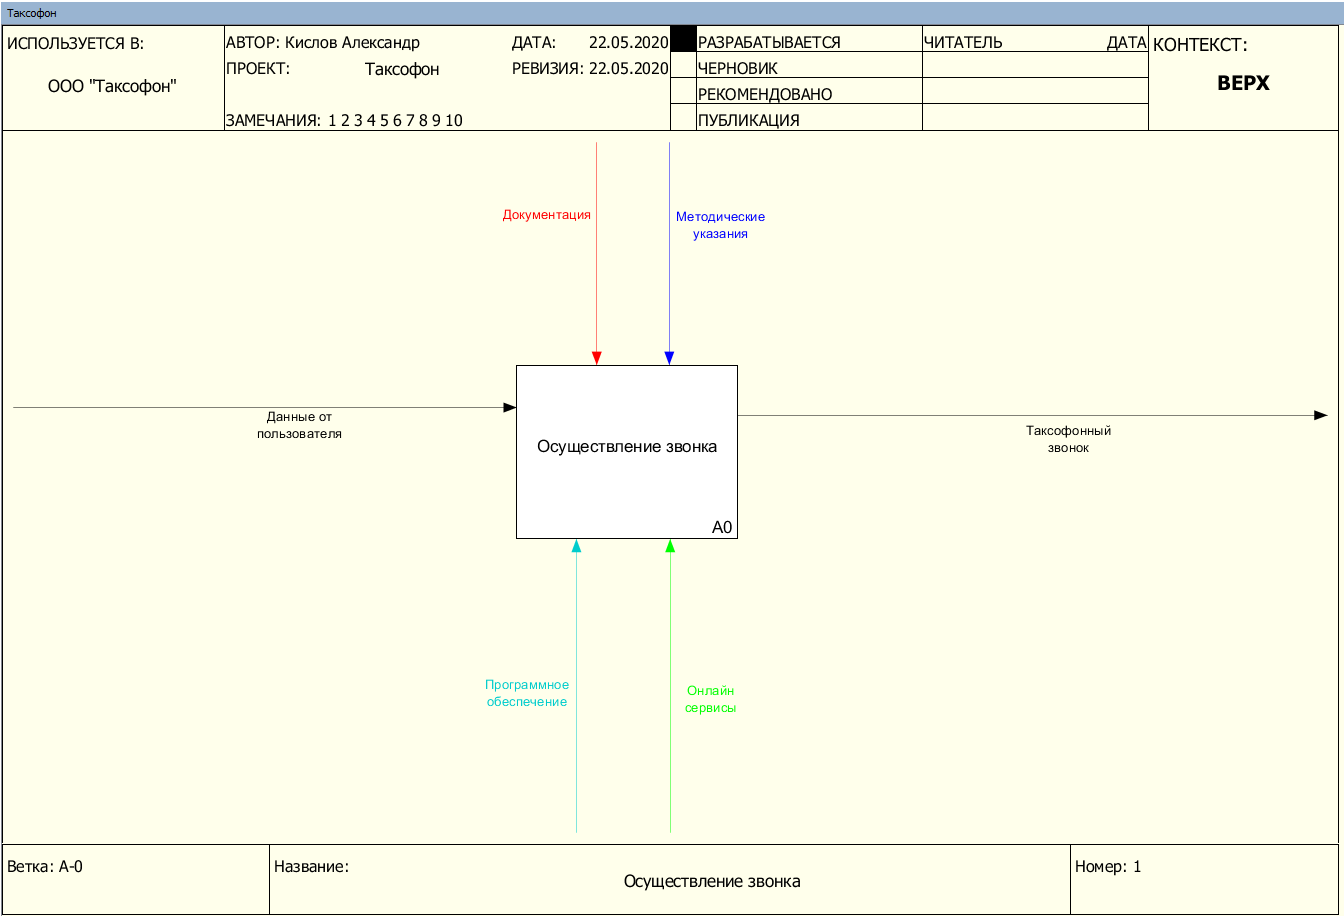 Таксофон
ИСПОЛЬЗУЕТСЯ В:
ООО "Таксофон"
АВТОР: Кислов Александр
ДАТА: 22.05.2020
ПРОЕКТ: Таксофон
РЕВИЗИЯ: 22.05.2020
ЗАМЕЧАНИЯ: 1 2 3 4 5 6 7 8 9 10
РАЗРАБАТЫВАЕТСЯ
ЧЕРНОВИК
РЕКОМЕНДОВАНО
ПУБЛИКАЦИЯ
ЧИТАТЕЛЬ ДАТА
КОНТЕКСТ:
ВЕРХ
Документация
Методические
указания
Данные от
пользователя
Осуществление звонка
A0
Таксофонный
звонок
Программное
обеспечение
Онлайн
сервисы
Ветка: A-0
Название:
Осуществление звонка
Номер: 1